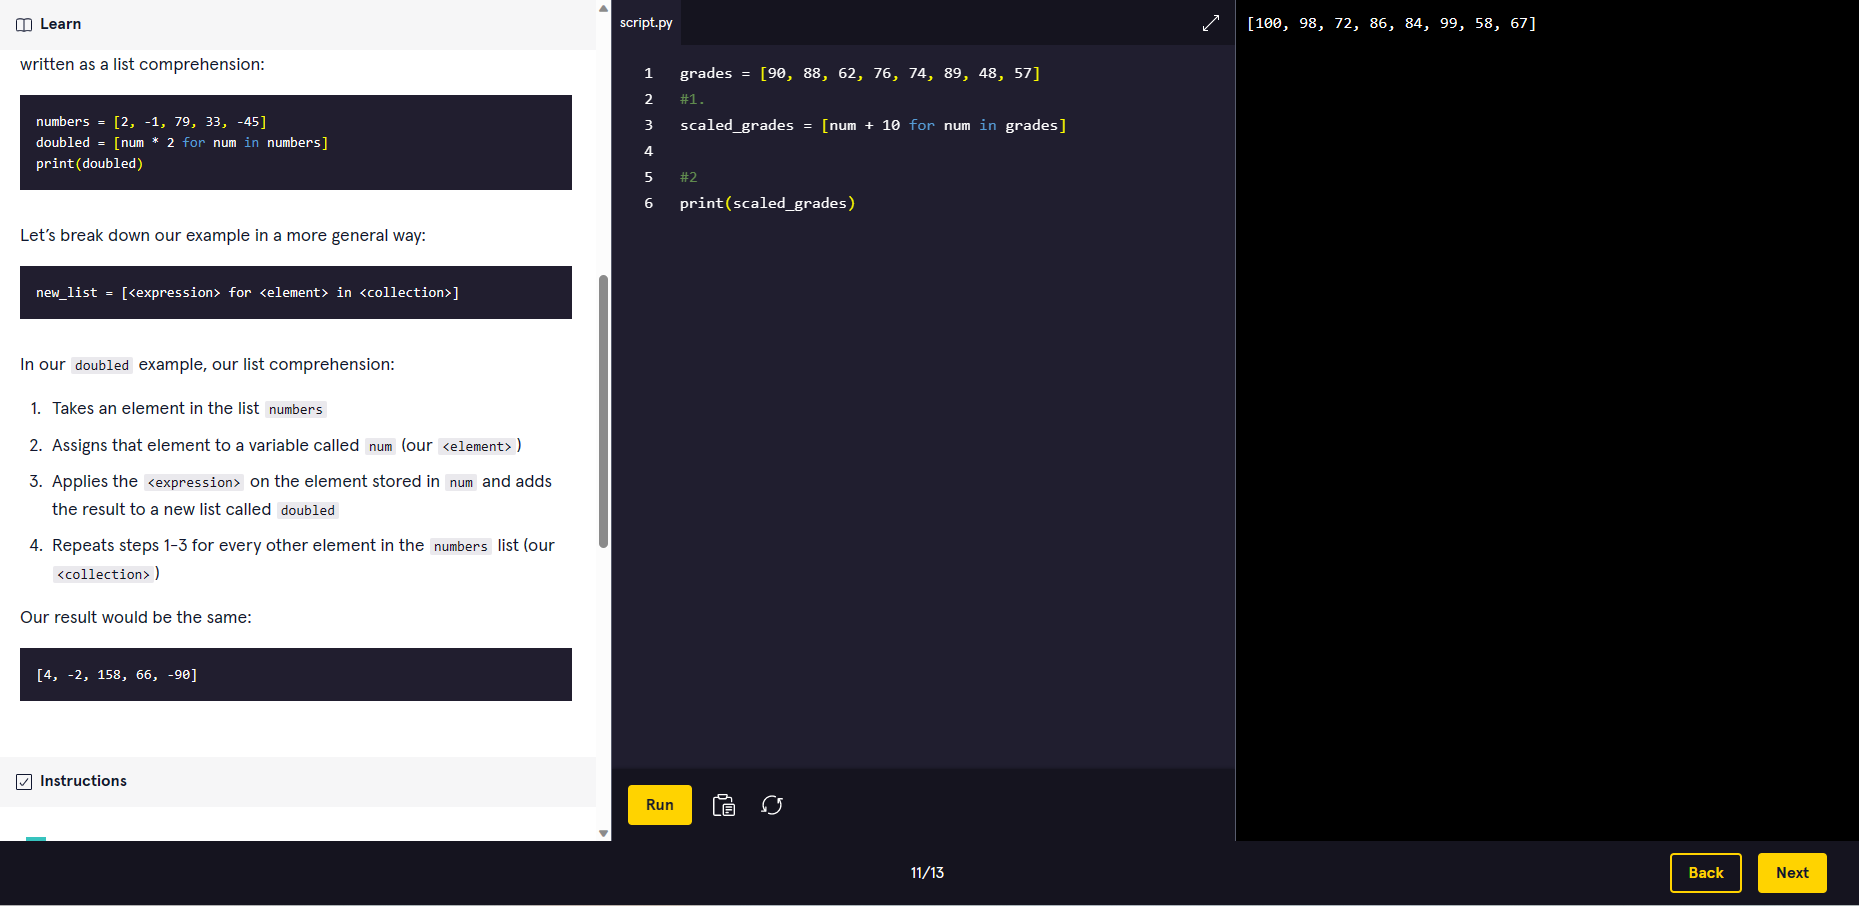 Learn
written as a list comprehension:
numbers = [2, -1, 79, 33, -45]
doubled = [num * 2 for num in numbers]
print(doubled)
Let’s break down our example in a more general way:
new_list = [<expression> for <element> in <collection>]
In our doubled example, our list comprehension:
1. Takes an element in the list numbers
2. Assigns that element to a variable called num (our <element>)
3. Applies the <expression> on the element stored in num and adds
the result to a new list called doubled
4. Repeats steps 1-3 for every other element in the numbers list (our
<collection>)
Our result would be the same:
[4, -2, 158, 66, -90]
Instructions
script.py
1 grades = [90, 88, 62, 76, 74, 89, 48, 57]
2 #1.
3 scaled_grades = [num + 10 for num in grades]
4
5 #2
6 print(scaled_grades)
Run
[100, 98, 72, 86, 84, 99, 58, 67]
11/13
Back
Next